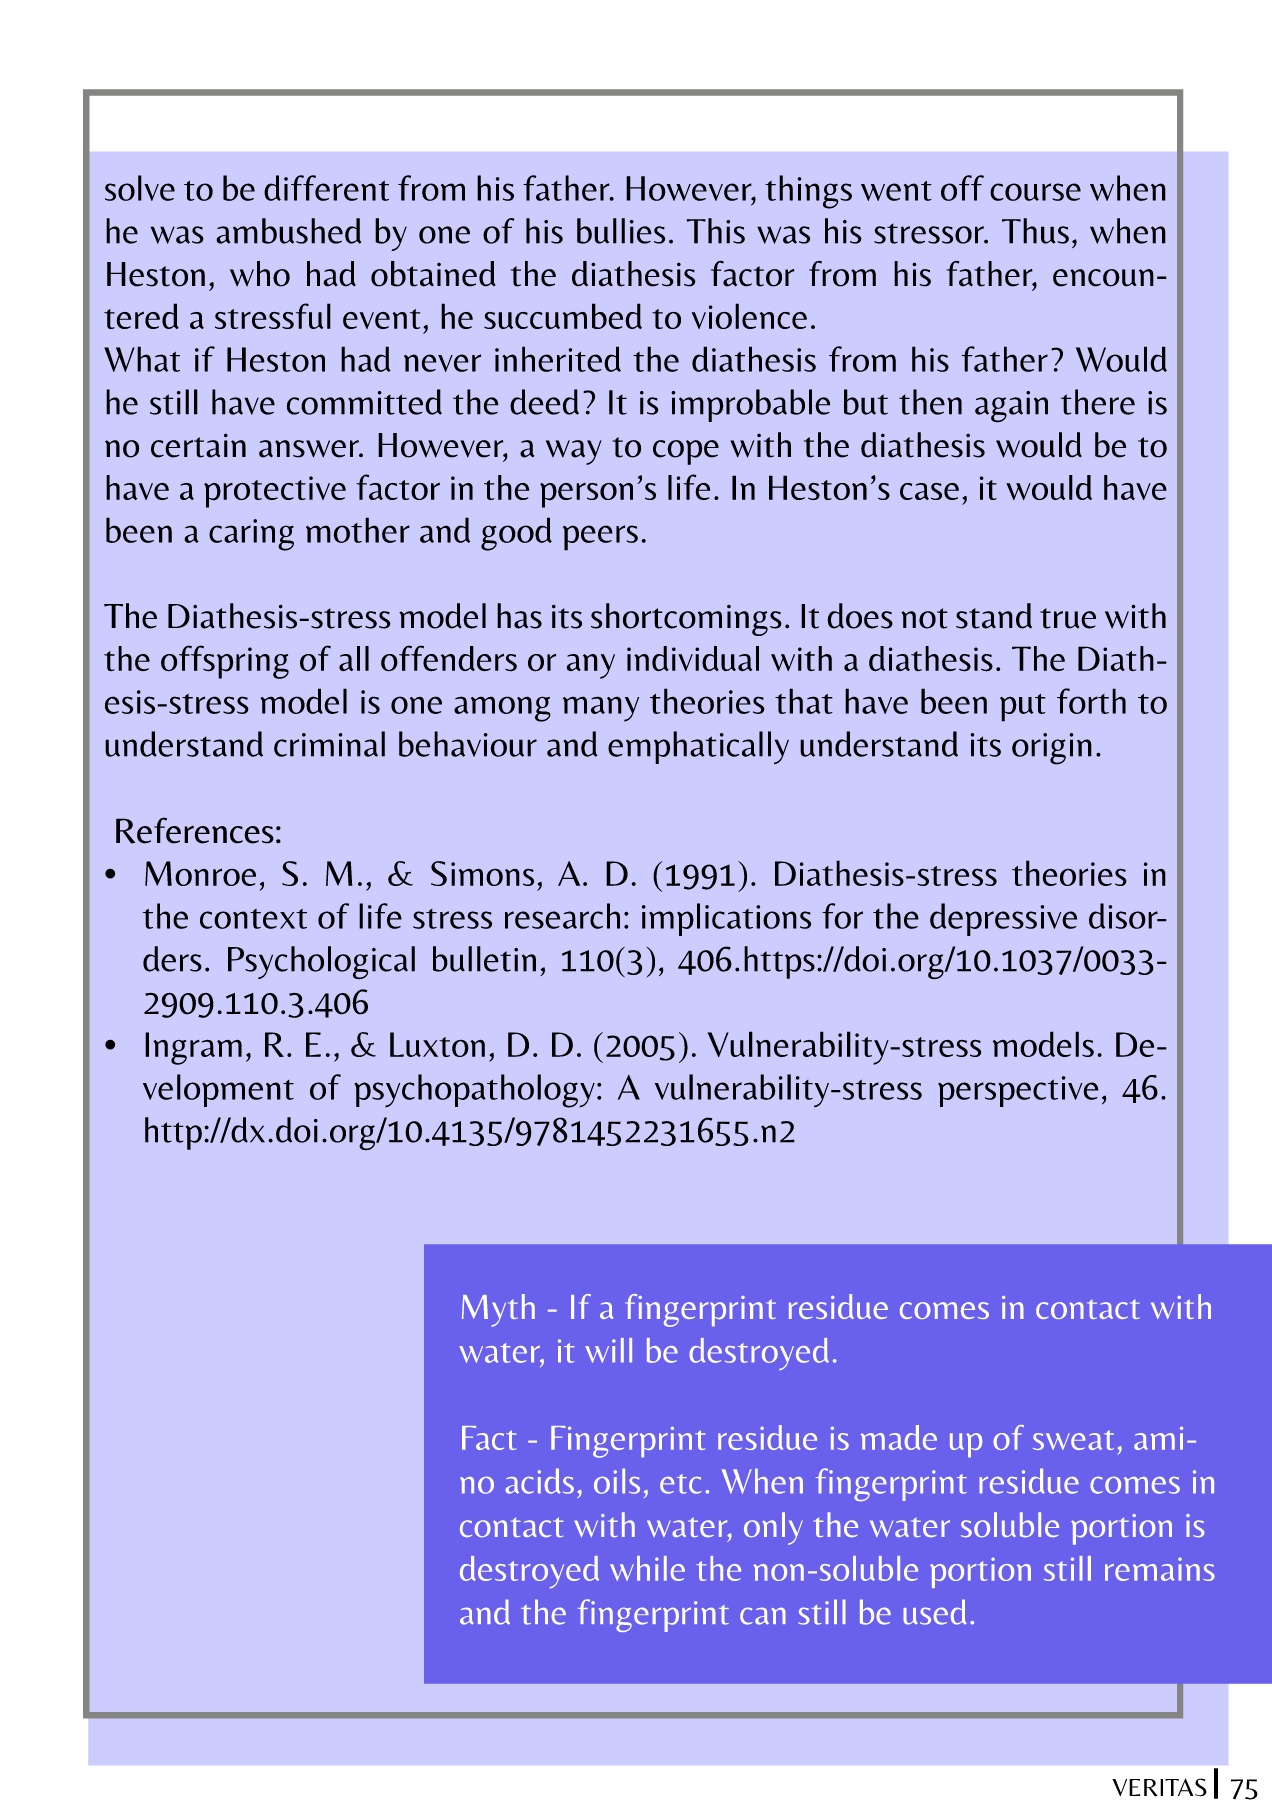 solve to be different from his father. However, things went off course when
he was ambushed by one of his bullies. This was his stressor. Thus, when
Heston, who had obtained the diathesis factor from his father, encoun-
tered a stressful event, he succumbed to violence.
What if Heston had never inherited the diathesis from his father? Would
he still have committed the deed? It is improbable but then again there is
no certain answer. However, a way to cope with the diathesis would be to
have a protective factor in the person’s life. In Heston’s case, it would have
been a caring mother and good peers.
The Diathesis-stress model has its shortcomings. It does not stand true with
the offspring of all offenders or any individual with a diathesis. The Diath-
esis-stress model is one among many theories that have been put forth to
understand criminal behaviour and emphatically understand its origin.
References:
• Monroe, S. M., & Simons, A. D. (1991). Diathesis-stress theories in
the context of life stress research: implications for the depressive disor-
ders. Psychological bulletin, 110(3), 406.https://doi.org/10.1037/0033-
2909.110.3.406
• Ingram, R. E., & Luxton, D. D. (2005). Vulnerability-stress models. De-
velopment of psychopathology: A vulnerability-stress perspective, 46.
http://dx.doi.org/10.4135/9781452231655.n2
Myth - If a fingerprint residue comes in contact with
water, it will be destroyed.
Fact - Fingerprint residue is made up of sweat, ami-
no acids, oils, etc. When fingerprint residue comes in
contact with water, only the water soluble portion is
destroyed while the non-soluble portion still remains
and the fingerprint can still be used.
VERITAS 75